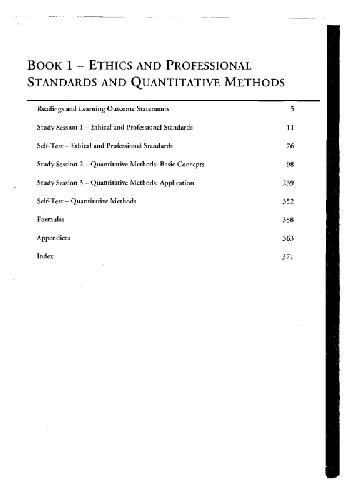 BOOK 1 – ETHICS AND PROFESSIONAL
STANDARDS AND QUANTITATIVE METHODS
Readings and Learning Outcome Statements 5
Study Session 1 – Ethical and Professional Standards 11
Self-Test – Ethical and Professional Standards 76
Study Session 2 – Quantitative Methods: Basic Concepts 98
Study Session 3 – Quantitative Methods: Application 239
Self-Test – Quantitative Methods 352
Formulas 358
Appendices 363
Index 371